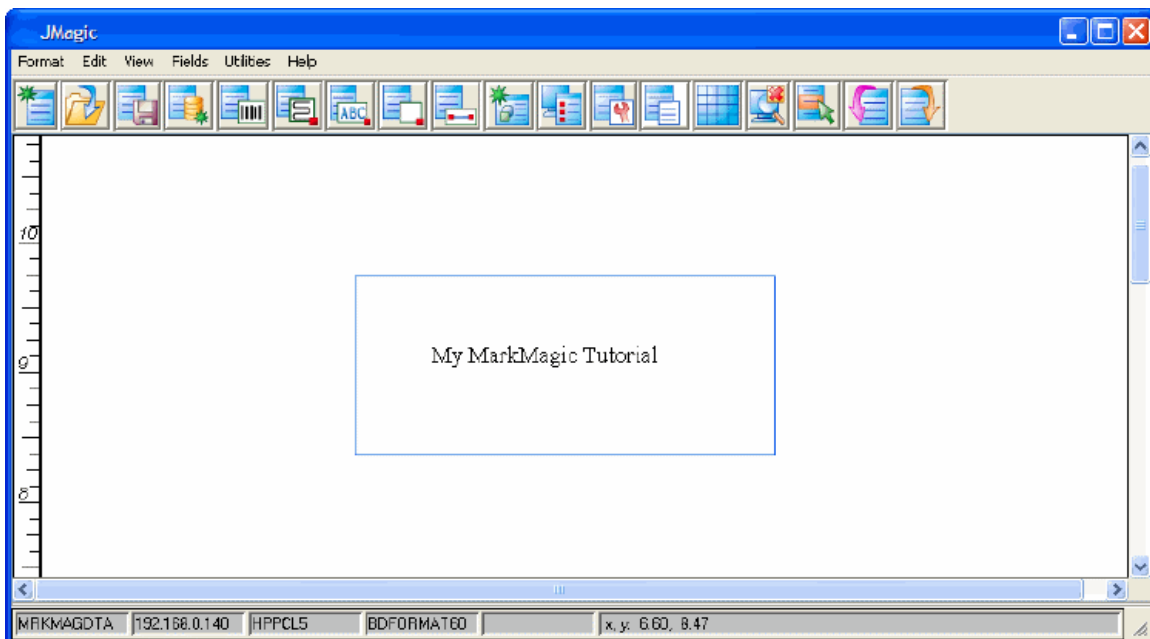 JMagic
Format Edit View Fields Utilities Help
ABC
10
9
My MarkMagic Tutorial
8
MRKMAGDTA 192.168.0.140 HPPCL5 BDFORMAT60 x, y: 6.60, 8.47